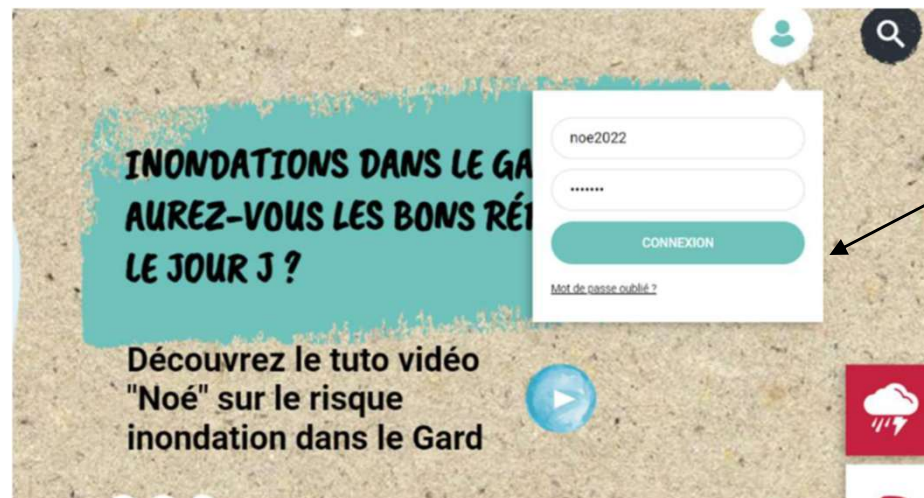 INONDATIONS DANS LE GA
AUREZ-VOUS LES BONS RÉ
LE JOUR J ?
noe2022
•••••••
CONNEXION
Mot de passe oublié ?
Découvrez le tuto vidéo
"Noé" sur le risque
inondation dans le Gard